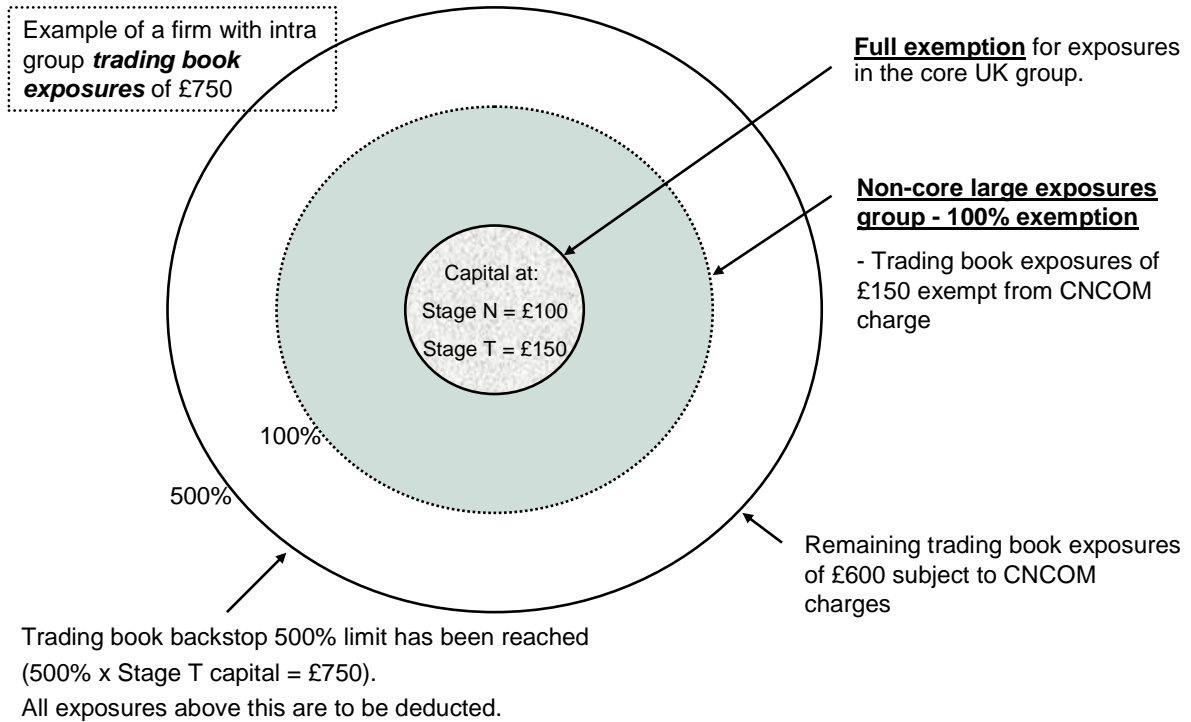 Example of a firm with intra
group trading book
exposures of £750
Full exemption for exposures
in the core UK group.
Non-core large exposures
group - 100% exemption
- Trading book exposures of
£150 exempt from CNCOM
charge
Capital at:
Stage N = £100
Stage T = £150
100%
500%
Remaining trading book exposures
of £600 subject to CNCOM
charges
Trading book backstop 500% limit has been reached
(500% x Stage T capital = £750).
All exposures above this are to be deducted.